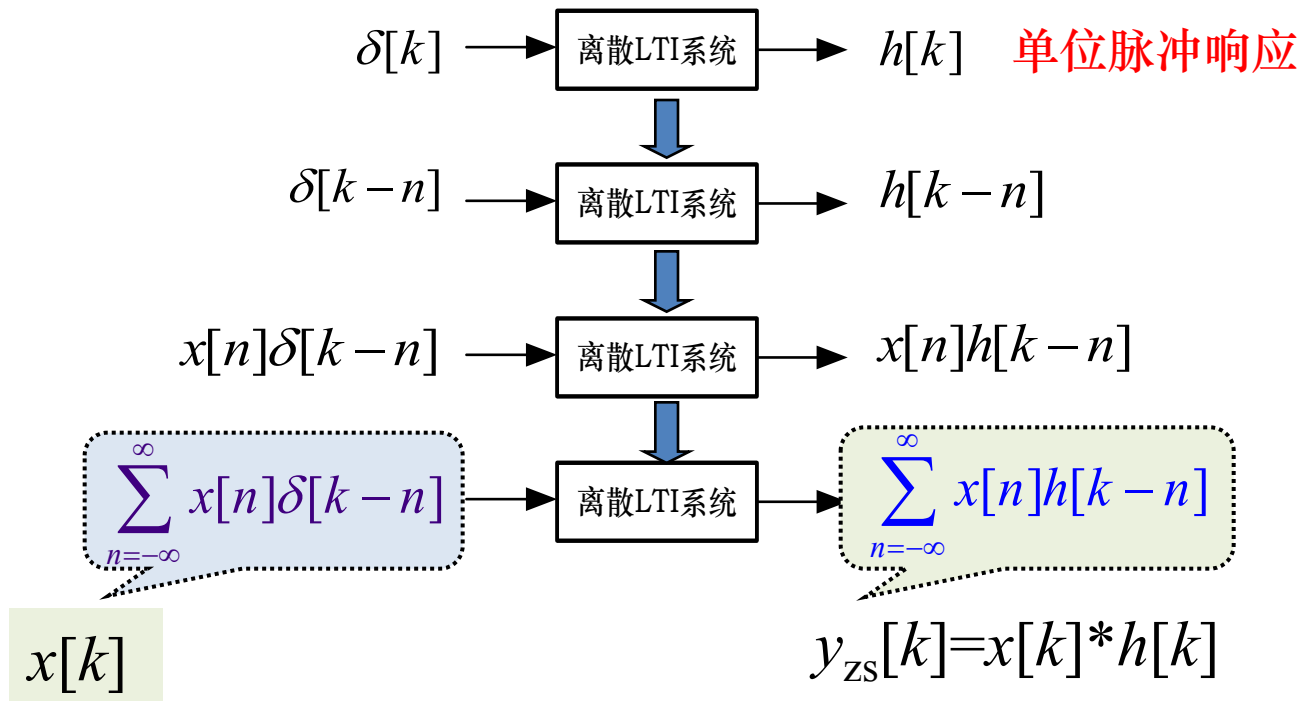 δ[k] 离散LTI系统 h[k] 单位脉冲响应
δ[k−n] 离散LTI系统 h[k−n]
x[n]δ[k−n] 离散LTI系统 x[n]h[k−n]
∞ ∞
∑ x[n]δ[k−n] 离散LTI系统 ∑ x[n]h[k−n]
n=−∞ n=−∞
x[k] y_zs[k]=x[k]*h[k]